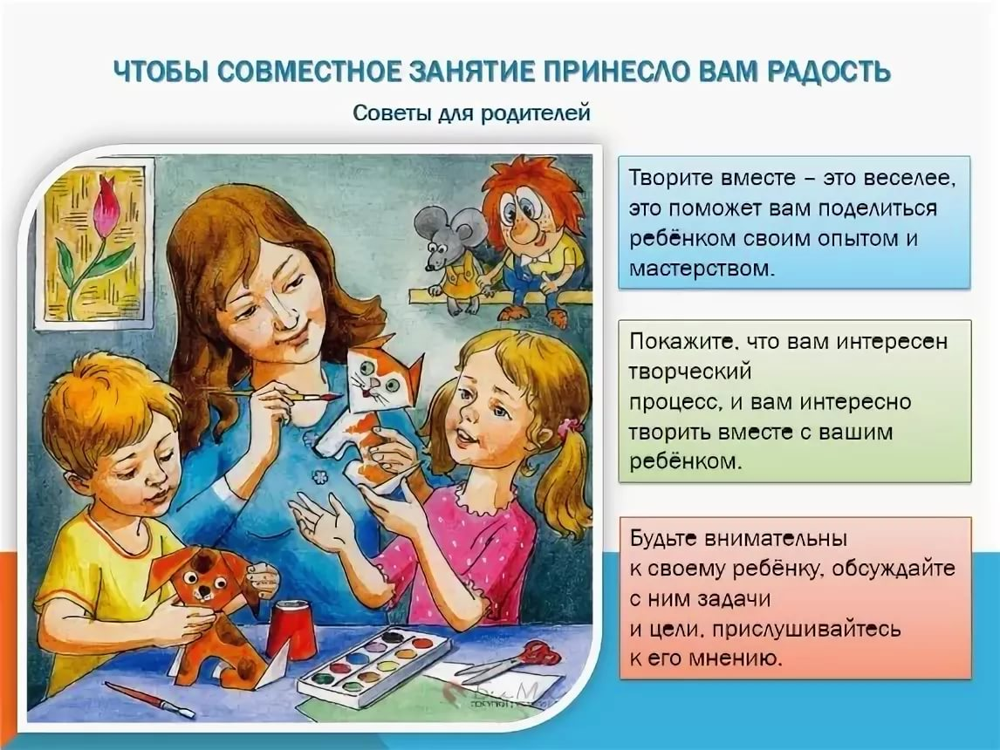 ЧТОБЫ СОВМЕСТНОЕ ЗАНЯТИЕ ПРИНЕСЛО ВАМ РАДОСТЬ
Советы для родителей
Творите вместе – это веселее,
это поможет вам поделиться
ребёнком своим опытом и
мастерством.
Покажите, что вам интересен
творческий
процесс, и вам интересно
творить вместе с вашим
ребёнком.
Будьте внимательны
к своему ребёнку, обсуждайте
с ним задачи
и цели, прислушивайтесь
к его мнению.